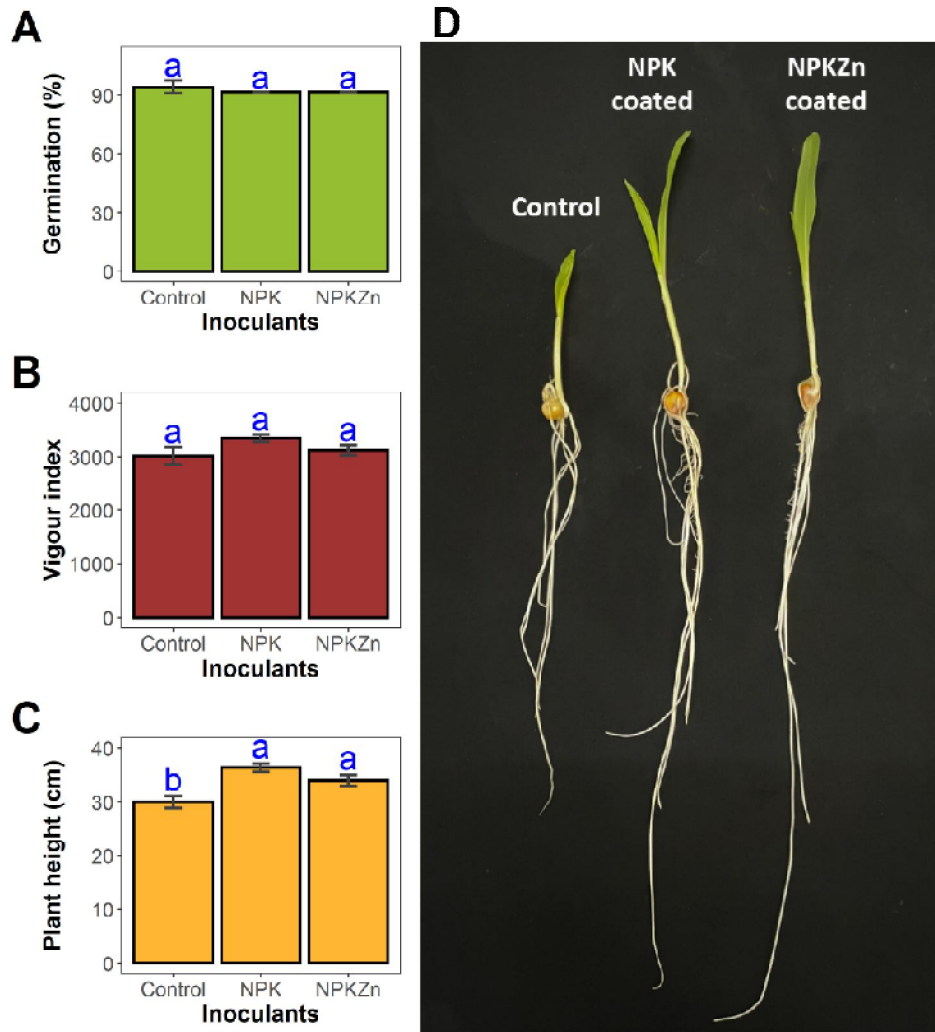 A
Germination (%)
90
60
30
0
a a a
Control NPK NPKZn
Inoculants
B
Vigour index
4000
3000
2000
1000
0
a a a
Control NPK NPKZn
Inoculants
C
Plant height (cm)
40
30
20
10
0
b a a
Control NPK NPKZn
Inoculants
D
Control
NPK
coated
NPKZn
coated